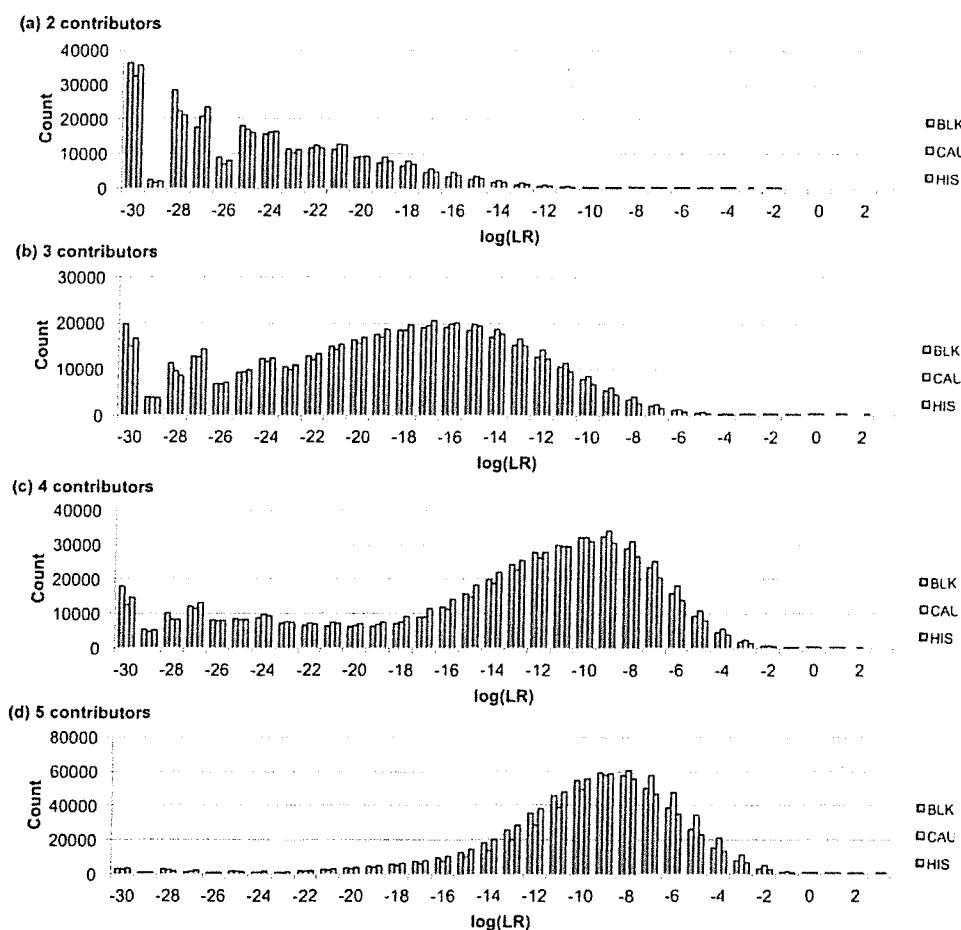 (a) 2 contributors
40000
30000
20000
10000
0
Count
-30 -28 -26 -24 -22 -20 -18 -16 -14 -12 -10 -8 -6 -4 -2 0 2
log(LR)
BLK
CAU
HIS
(b) 3 contributors
30000
20000
10000
0
Count
-30 -28 -26 -24 -22 -20 -18 -16 -14 -12 -10 -8 -6 -4 -2 0 2
log(LR)
BLK
CAU
HIS
(c) 4 contributors
40000
30000
20000
10000
0
Count
-30 -28 -26 -24 -22 -20 -18 -16 -14 -12 -10 -8 -6 -4 -2 0 2
log(LR)
BLK
CAU
HIS
(d) 5 contributors
80000
60000
40000
20000
0
Count
-30 -28 -26 -24 -22 -20 -18 -16 -14 -12 -10 -8 -6 -4 -2 0 2
log(LR)
BLK
CAU
HIS